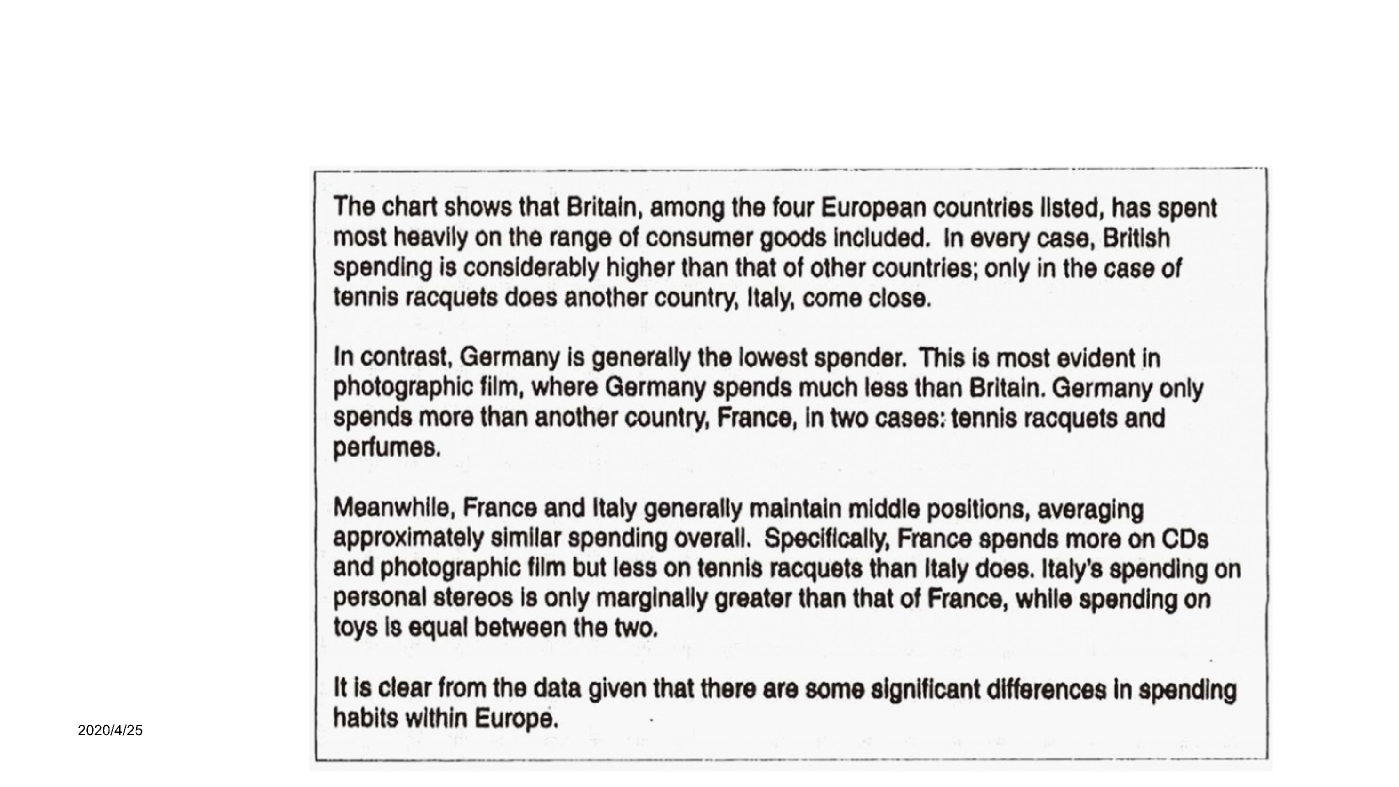 The chart shows that Britain, among the four European countries listed, has spent
most heavily on the range of consumer goods included. In every case, British
spending is considerably higher than that of other countries; only in the case of
tennis racquets does another country, Italy, come close.
In contrast, Germany is generally the lowest spender. This is most evident in
photographic film, where Germany spends much less than Britain. Germany only
spends more than another country, France, in two cases: tennis racquets and
perfumes.
Meanwhile, France and Italy generally maintain middle positions, averaging
approximately similar spending overall. Specifically, France spends more on CDs
and photographic film but less on tennis racquets than Italy does. Italy's spending on
personal stereos is only marginally greater than that of France, while spending on
toys is equal between the two.
It is clear from the data given that there are some significant differences in spending
habits within Europe.
2020/4/25